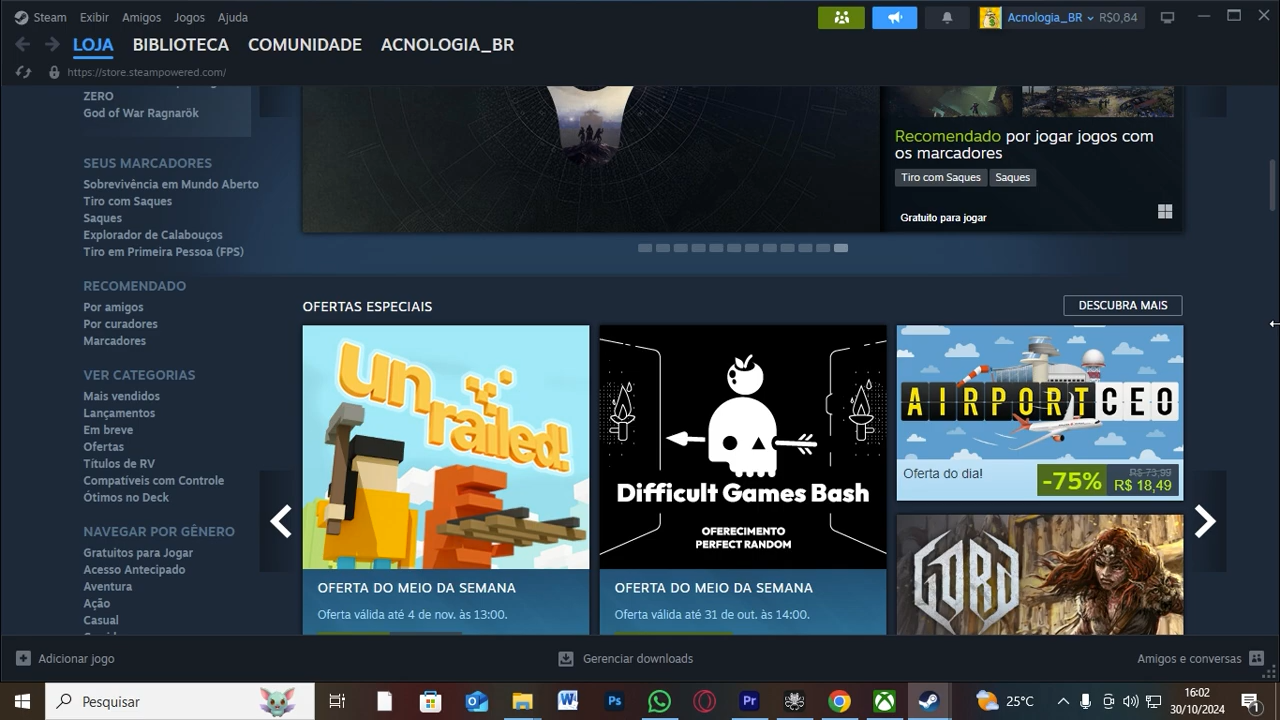 Steam Exibir Amigos Jogos Ajuda
Acnologia_BR R$0,84
LOJA BIBLIOTECA COMUNIDADE ACNOLOGIA_BR
https://store.steampowered.com/
ZERO
God of War Ragnarök
SEUS MARCADORES
Sobrevivência em Mundo Aberto
Tiro com Saques
Saques
Explorador de Calabouços
Tiro em Primeira Pessoa (FPS)
RECOMENDADO
Por amigos
Por curadores
Marcadores
VER CATEGORIAS
Mais vendidos
Lançamentos
Em breve
Ofertas
Títulos de RV
Compatíveis com Controle
Ótimos no Deck
NAVEGAR POR GÊNERO
Gratuitos para Jogar
Acesso Antecipado
Aventura
Ação
Casual
Recomendado por jogar jogos com
os marcadores
Tiro com Saques Saques
Gratuito para jogar
OFERTAS ESPECIAIS
DESCUBRA MAIS
unrailed!
OFERTA DO MEIO DA SEMANA
Oferta válida até 4 de nov. às 13:00.
Difficult Games Bash
OFERECIMENTO
PERFECT RANDOM
OFERTA DO MEIO DA SEMANA
Oferta válida até 31 de out. às 14:00.
AIRPORTCEO
Oferta do dia!
-75%
R$ 73,99
R$ 18,49
GORD
Adicionar jogo
Gerenciar downloads
Amigos e conversas
Pesquisar
Ps
Pr
25°C
16:02
30/10/2024
1